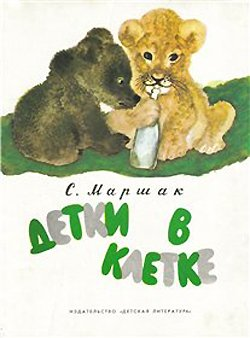 С. Маршак
ДЕТКИ В
КЛЕТКЕ
ИЗДАТЕЛЬСТВО «ДЕТСКАЯ ЛИТЕРАТУРА»